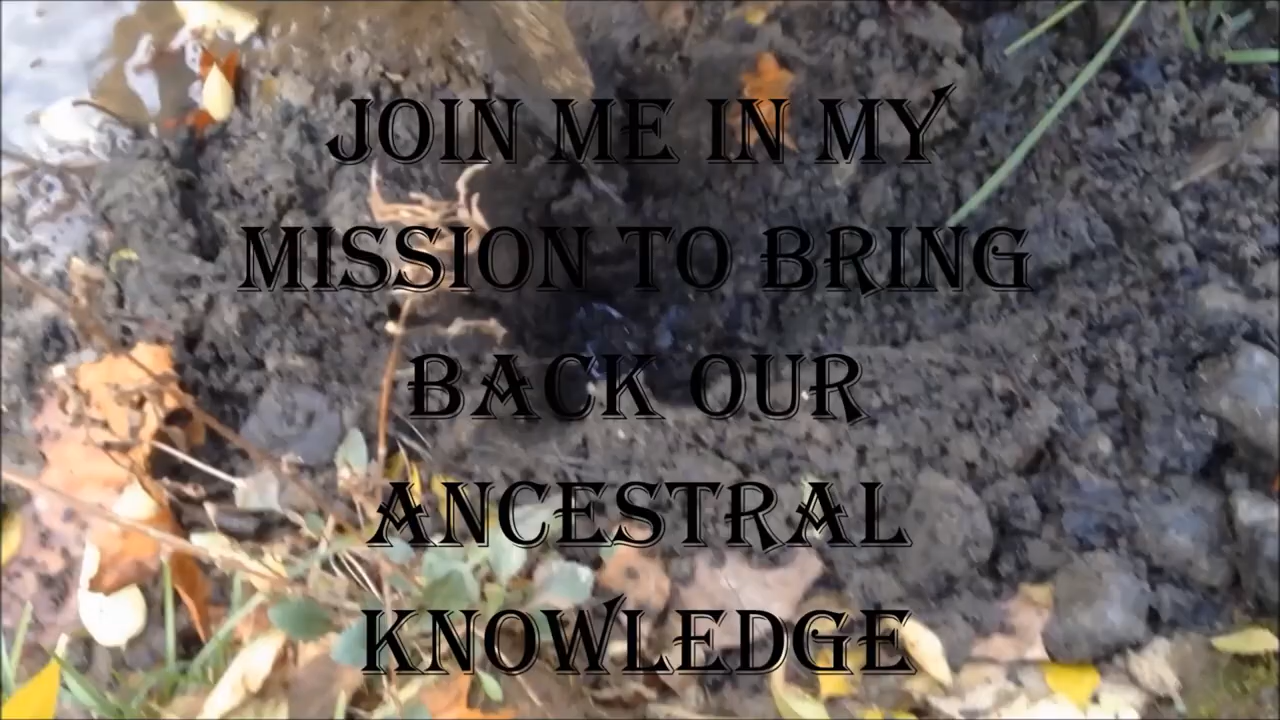 JOIN ME IN MY
MISSION TO BRING
BACK OUR
ANCESTRAL
KNOWLEDGE